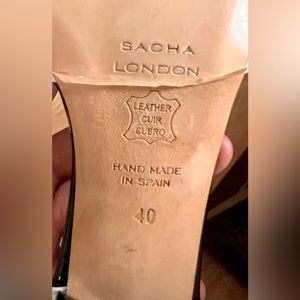 SACHA
LONDON
LEATHER
CUIR
CUERO
HAND MADE
IN SPAIN
40